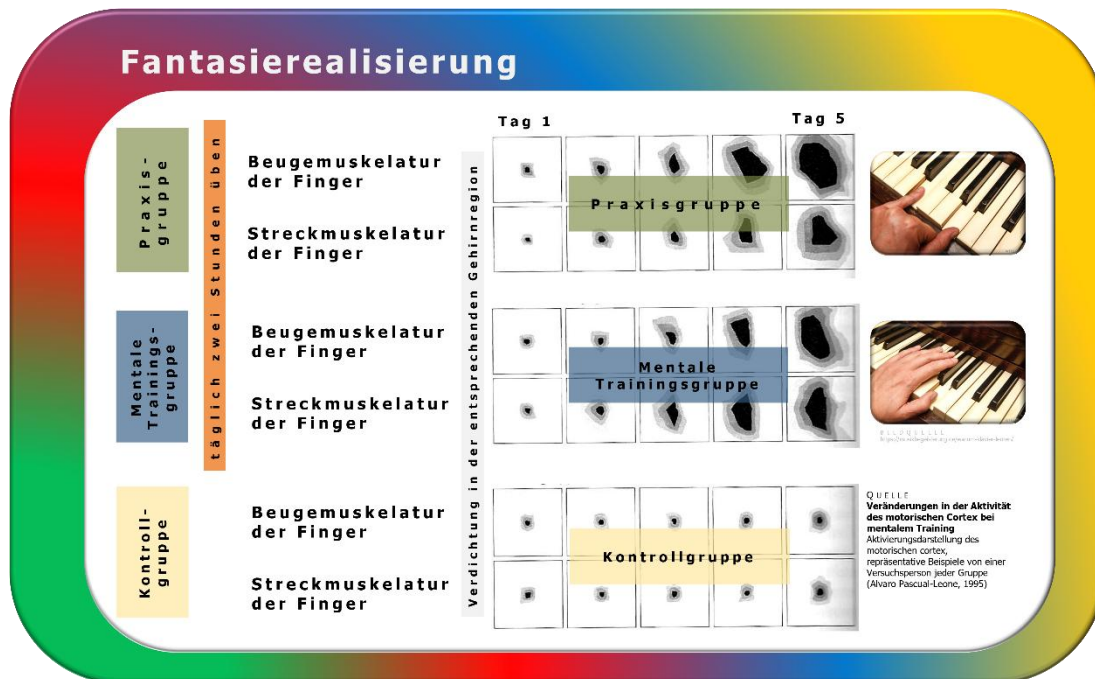 Fantasierealisierung
Tag 1
Tag 5
Praxis-
gruppe
täglich zwei Stunden üben
Beugemuskelatur
der Finger
Streckmuskelatur
der Finger
Verdichtung in der entsprechenden Gehirnregion
Praxisgruppe
Mentale
Trainings-
gruppe
Beugemuskelatur
der Finger
Streckmuskelatur
der Finger
Mentale
Trainingsgruppe
Kontroll-
gruppe
Beugemuskelatur
der Finger
Streckmuskelatur
der Finger
Kontrollgruppe
BILDQUELLE
QUELLE
Veränderungen in der Aktivität
des motorischen Cortex bei
mentalem Training
Aktivierungsdarstellung des
motorischen cortex,
repräsentative Beispiele von einer
Versuchsperson jeder Gruppe
(Alvaro Pascual-Leone, 1995)